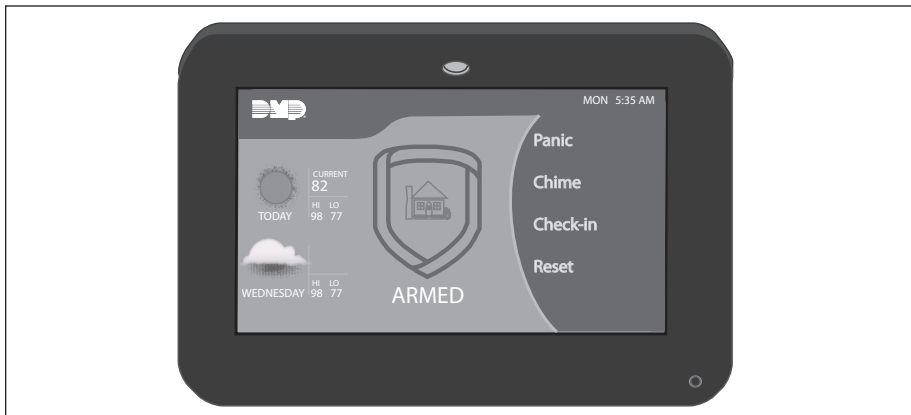 DMP
MON 5:35 AM
CURRENT
82
HI LO
98 77
TODAY
HI LO
98 77
WEDNESDAY
ARMED
Panic
Chime
Check-in
Reset